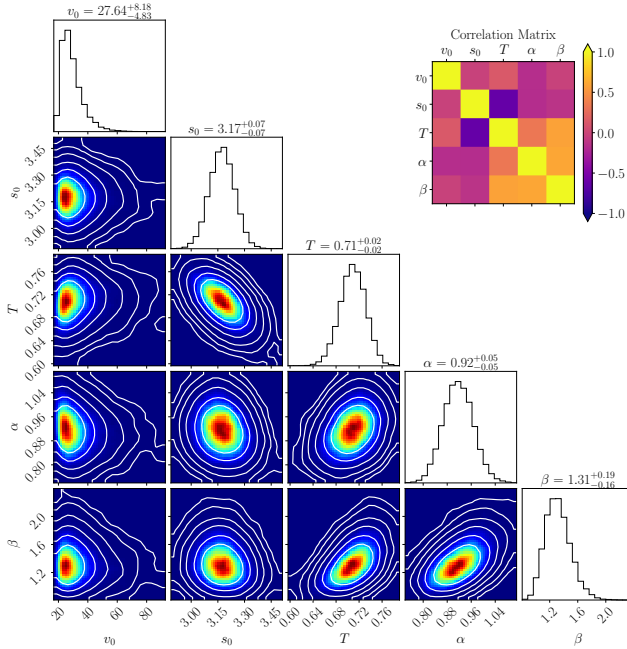 v₀ = 27.64⁺⁸·¹⁸₋₄.₈₃
Correlation Matrix
v₀ s₀ T α β
v₀
s₀
T
α
β
1.0
0.5
0.0
−0.5
−1.0
s₀ = 3.17⁺⁰·⁰⁷₋₀.₀₇
3.45
3.30
3.15
3.00
s₀
T = 0.71⁺⁰·⁰²₋₀.₀₂
0.76
0.72
0.68
0.64
0.60
T
α = 0.92⁺⁰·⁰⁵₋₀.₀₅
1.04
0.96
0.88
0.80
α
β = 1.31⁺⁰·¹⁹₋₀.₁₆
2.0
1.6
1.2
β
20 40 60 80
3.00 3.15 3.30 3.45
0.60 0.64 0.68 0.72 0.76
0.80 0.88 0.96 1.04
1.2 1.6 2.0
v₀ s₀ T α β